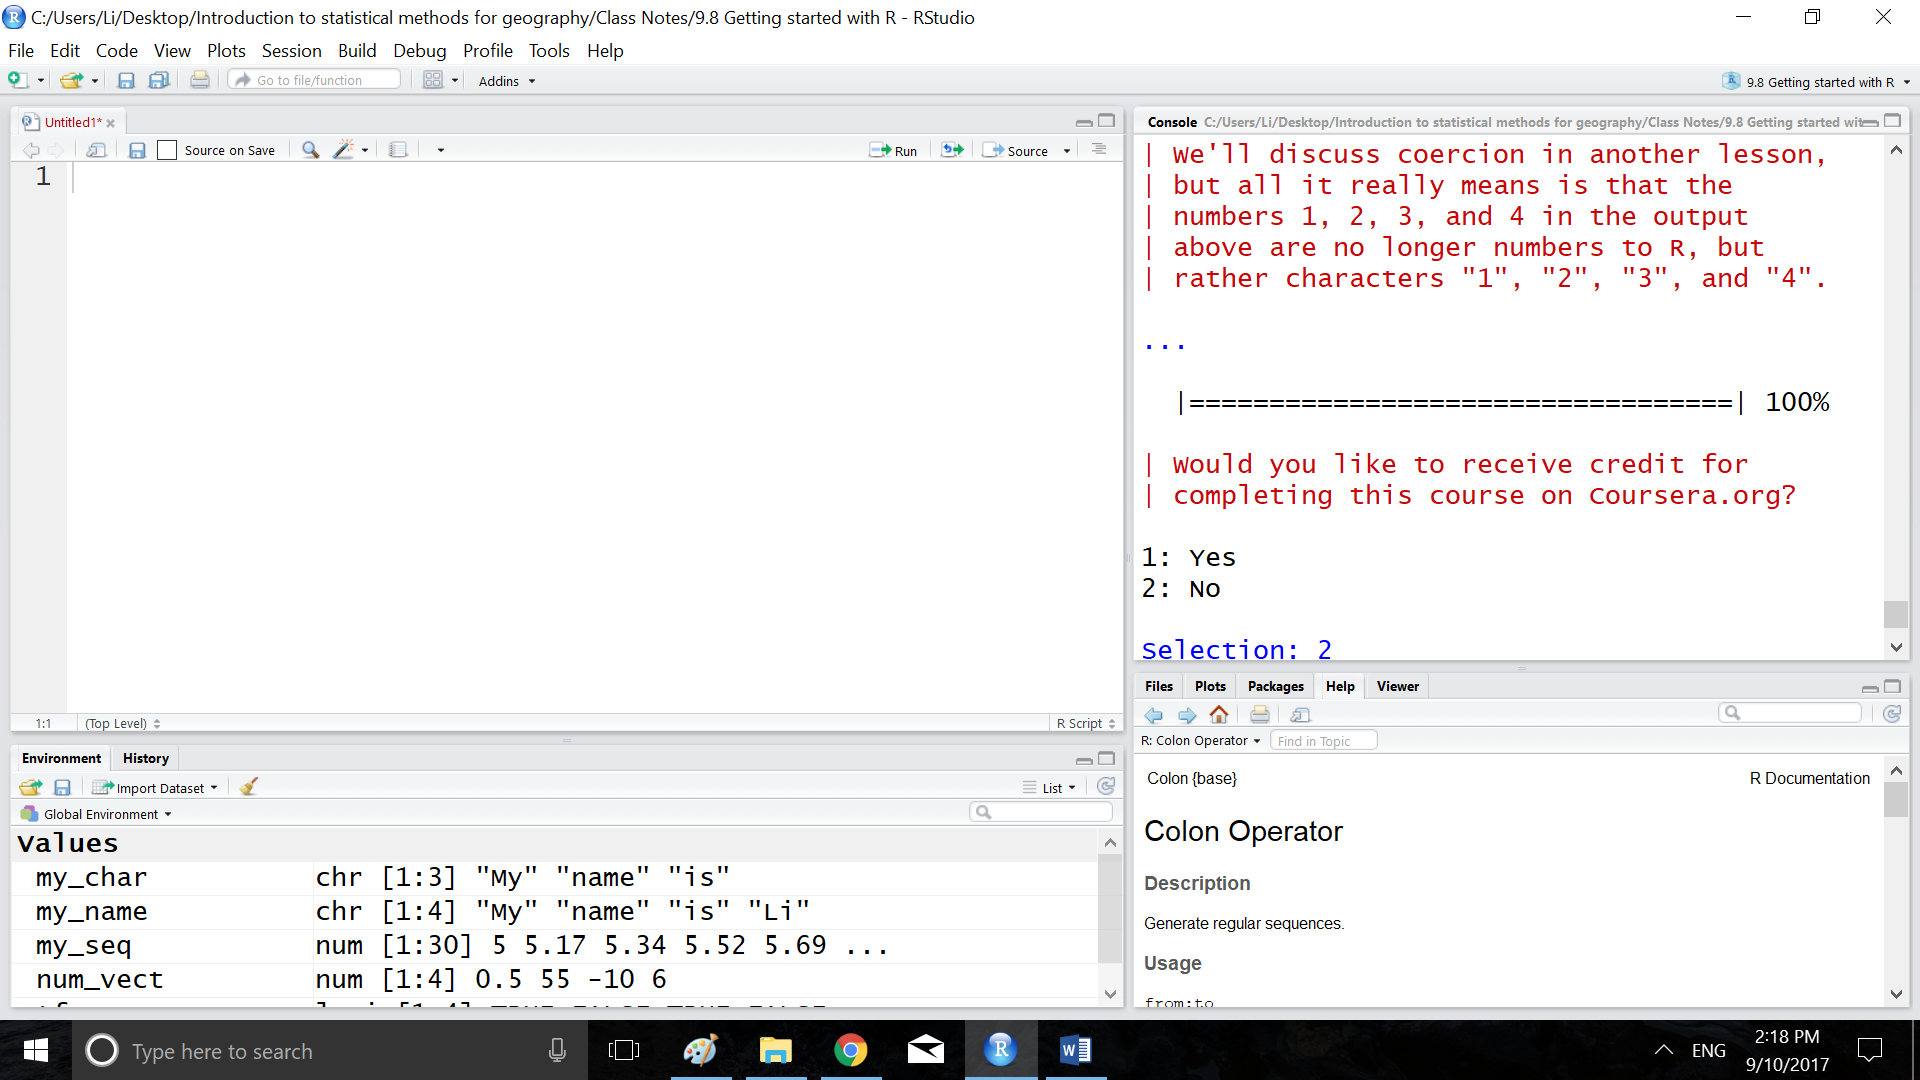 C:/Users/Li/Desktop/Introduction to statistical methods for geography/Class Notes/9.8 Getting started with R - RStudio
File Edit Code View Plots Session Build Debug Profile Tools Help
Go to file/function Addins 9.8 Getting started with R
Untitled1*
Source on Save Run Source
1
1:1 (Top Level) R Script
Environment History
Import Dataset List
Global Environment
Values
my_char chr [1:3] "My" "name" "is"
my_name chr [1:4] "My" "name" "is" "Li"
my_seq num [1:30] 5 5.17 5.34 5.52 5.69 ...
num_vect num [1:4] 0.5 55 -10 6
Console C:/Users/Li/Desktop/Introduction to statistical methods for geography/Class Notes/9.8 Getting started wit
| We'll discuss coercion in another lesson,
| but all it really means is that the
| numbers 1, 2, 3, and 4 in the output
| above are no longer numbers to R, but
| rather characters "1", "2", "3", and "4".
...
|==================================| 100%
| Would you like to receive credit for
| completing this course on Coursera.org?
1: Yes
2: No
Selection: 2
Files Plots Packages Help Viewer
R: Colon Operator Find in Topic
Colon {base} R Documentation
Colon Operator
Description
Generate regular sequences.
Usage
from:to
Type here to search
ENG
2:18 PM
9/10/2017